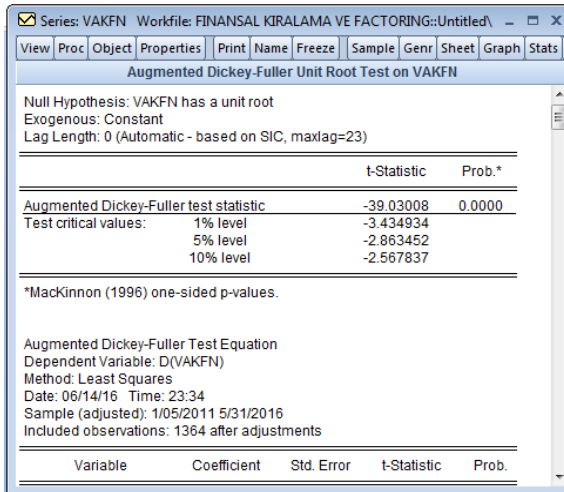 Series: VAKFN Workfile: FINANSAL KIRALAMA VE FACTORING::Untitled\
View Proc Object Properties Print Name Freeze Sample Genr Sheet Graph Stats
Augmented Dickey-Fuller Unit Root Test on VAKFN
Null Hypothesis: VAKFN has a unit root
Exogenous: Constant
Lag Length: 0 (Automatic - based on SIC, maxlag=23)
t-Statistic Prob.*
Augmented Dickey-Fuller test statistic -39.03008 0.0000
Test critical values: 1% level -3.434934
5% level -2.863452
10% level -2.567837
*MacKinnon (1996) one-sided p-values.
Augmented Dickey-Fuller Test Equation
Dependent Variable: D(VAKFN)
Method: Least Squares
Date: 06/14/16 Time: 23:34
Sample (adjusted): 1/05/2011 5/31/2016
Included observations: 1364 after adjustments
Variable Coefficient Std. Error t-Statistic Prob.